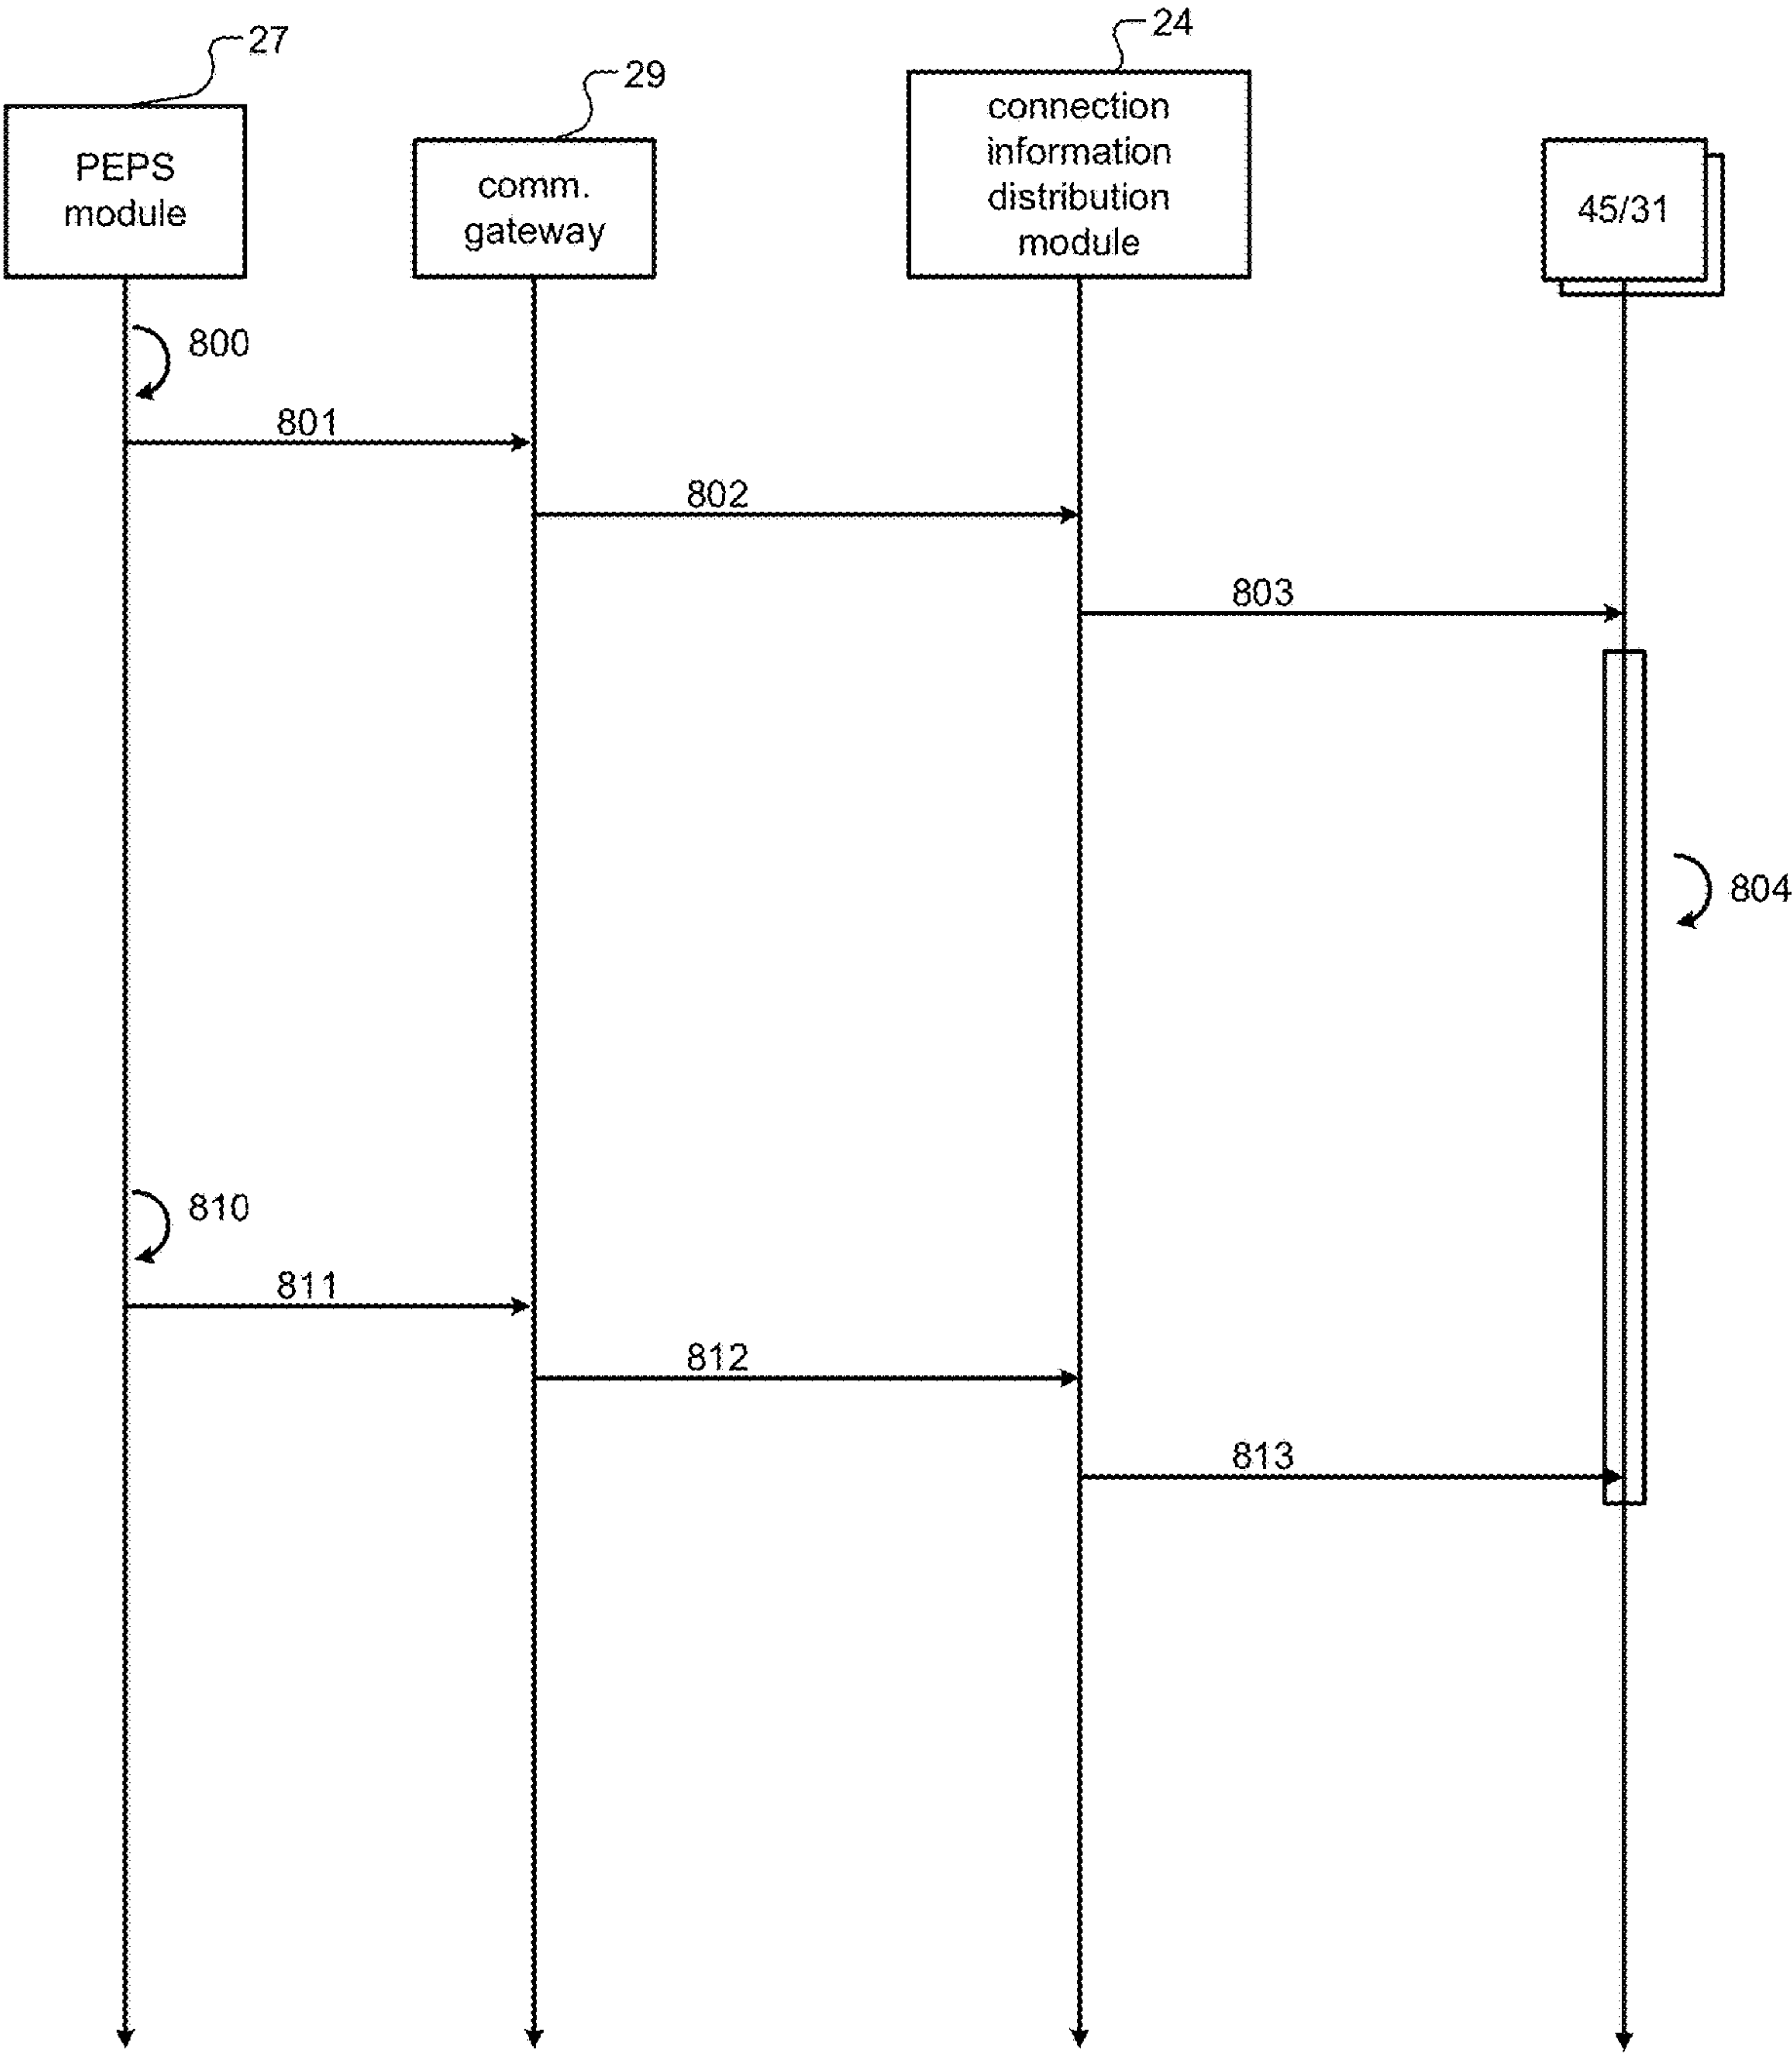 27
29
24
PEPS
module
comm.
gateway
connection
information
distribution
module
45/31
800
801
802
803
804
810
811
812
813